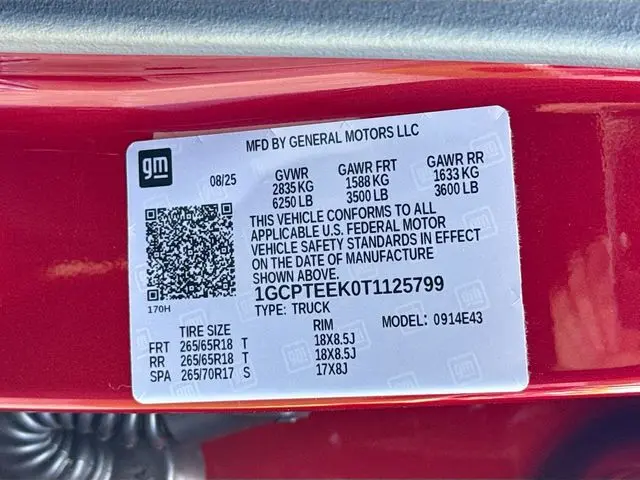 MFD BY GENERAL MOTORS LLC
gm
08/25
GVWR GAWR FRT GAWR RR
2835 KG 1588 KG 1633 KG
6250 LB 3500 LB 3600 LB
THIS VEHICLE CONFORMS TO ALL
APPLICABLE U.S. FEDERAL MOTOR
VEHICLE SAFETY STANDARDS IN EFFECT
ON THE DATE OF MANUFACTURE
SHOWN ABOVE.
170H
1GCPTEEK0T1125799
TYPE: TRUCK MODEL: 0914E43
TIRE SIZE RIM
FRT 265/65R18 T 18X8.5J
RR 265/65R18 T 18X8.5J
SPA 265/70R17 S 17X8J